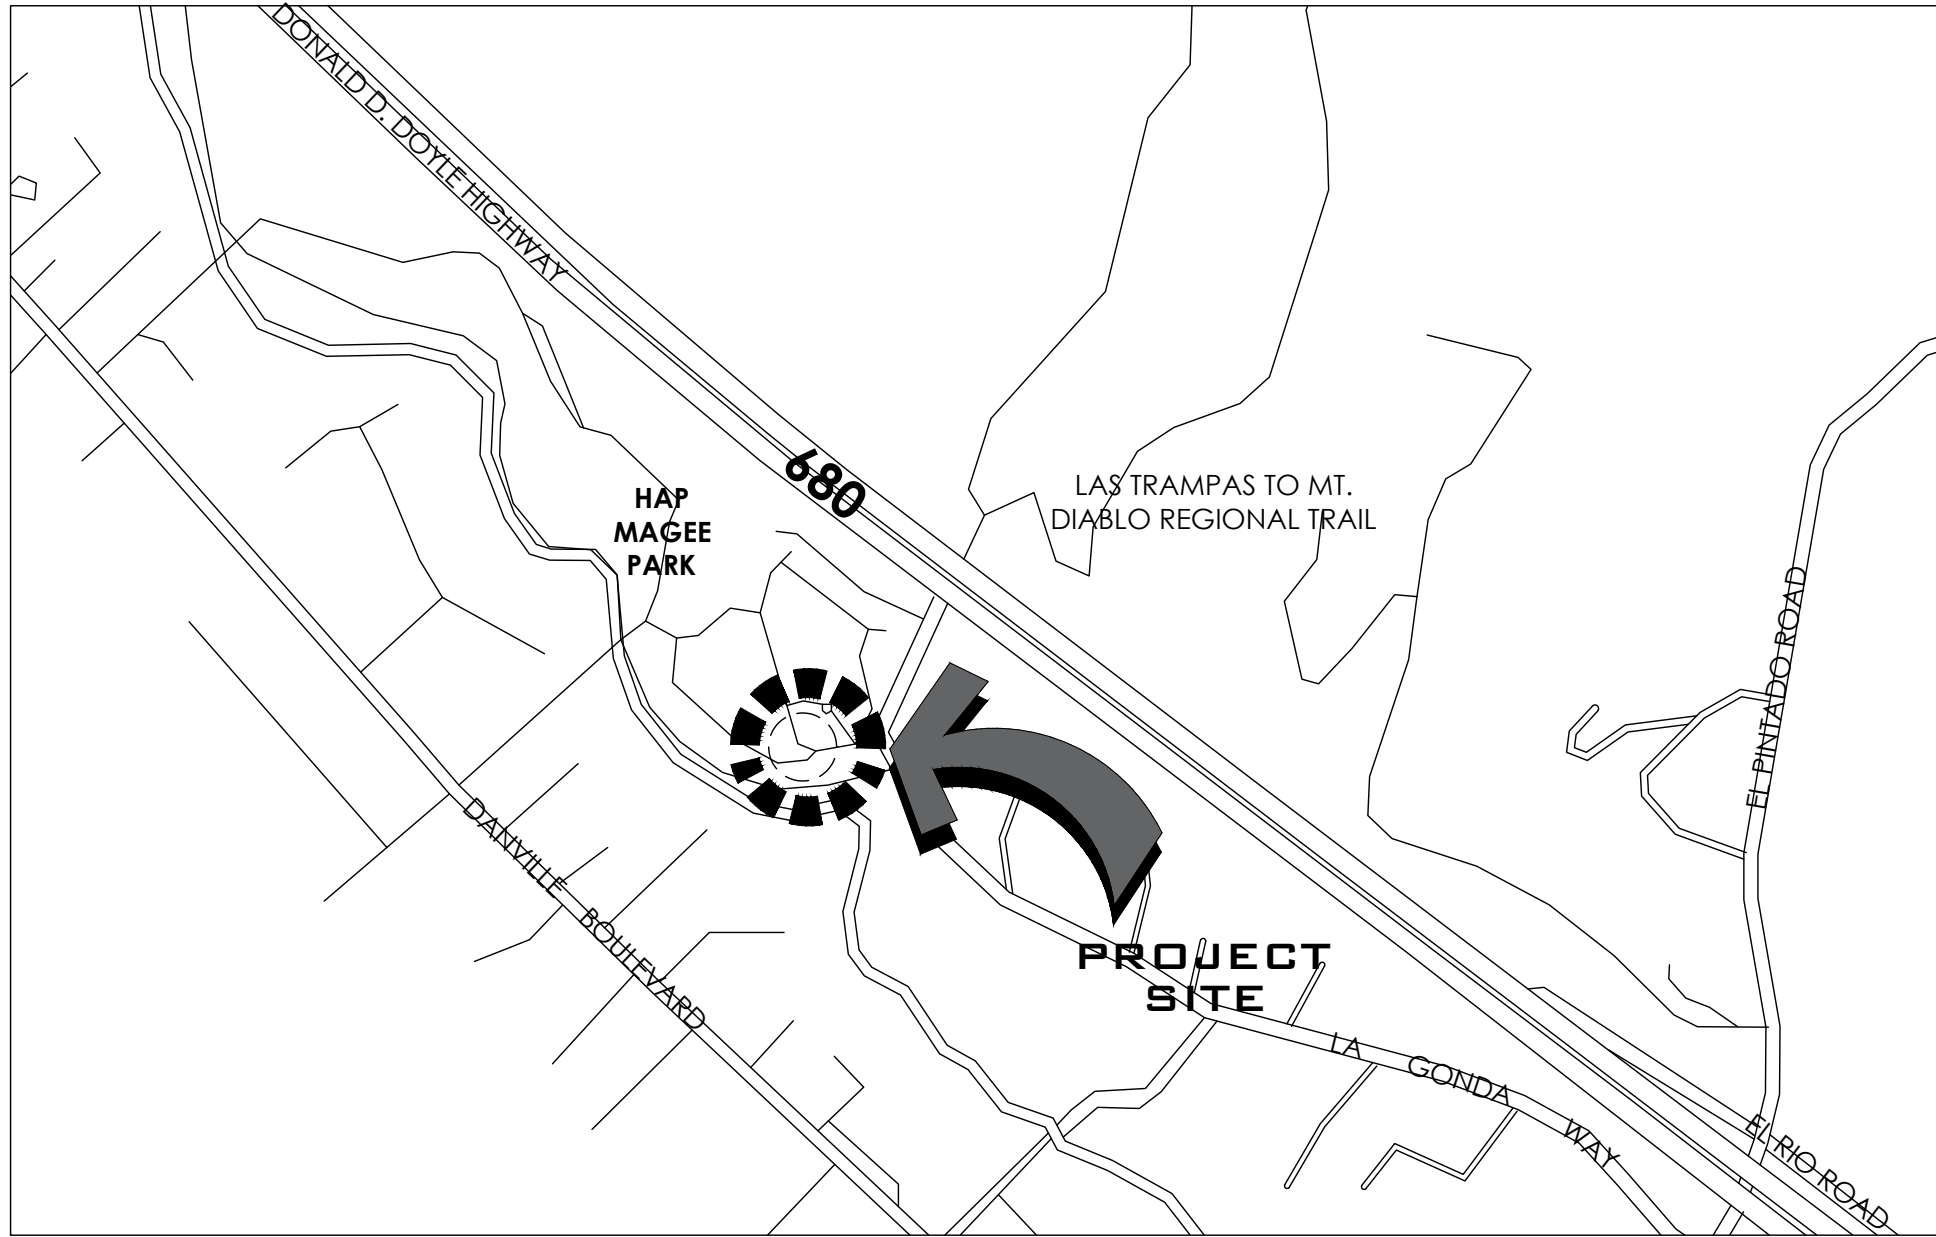 DONALD D. DOYLE HIGHWAY
680
HAP
MAGEE
PARK
LAS TRAMPAS TO MT.
DIABLO REGIONAL TRAIL
EL PINTADO ROAD
DANVILLE BOULEVARD
PROJECT
SITE
LA GONDA WAY
EL RIO ROAD